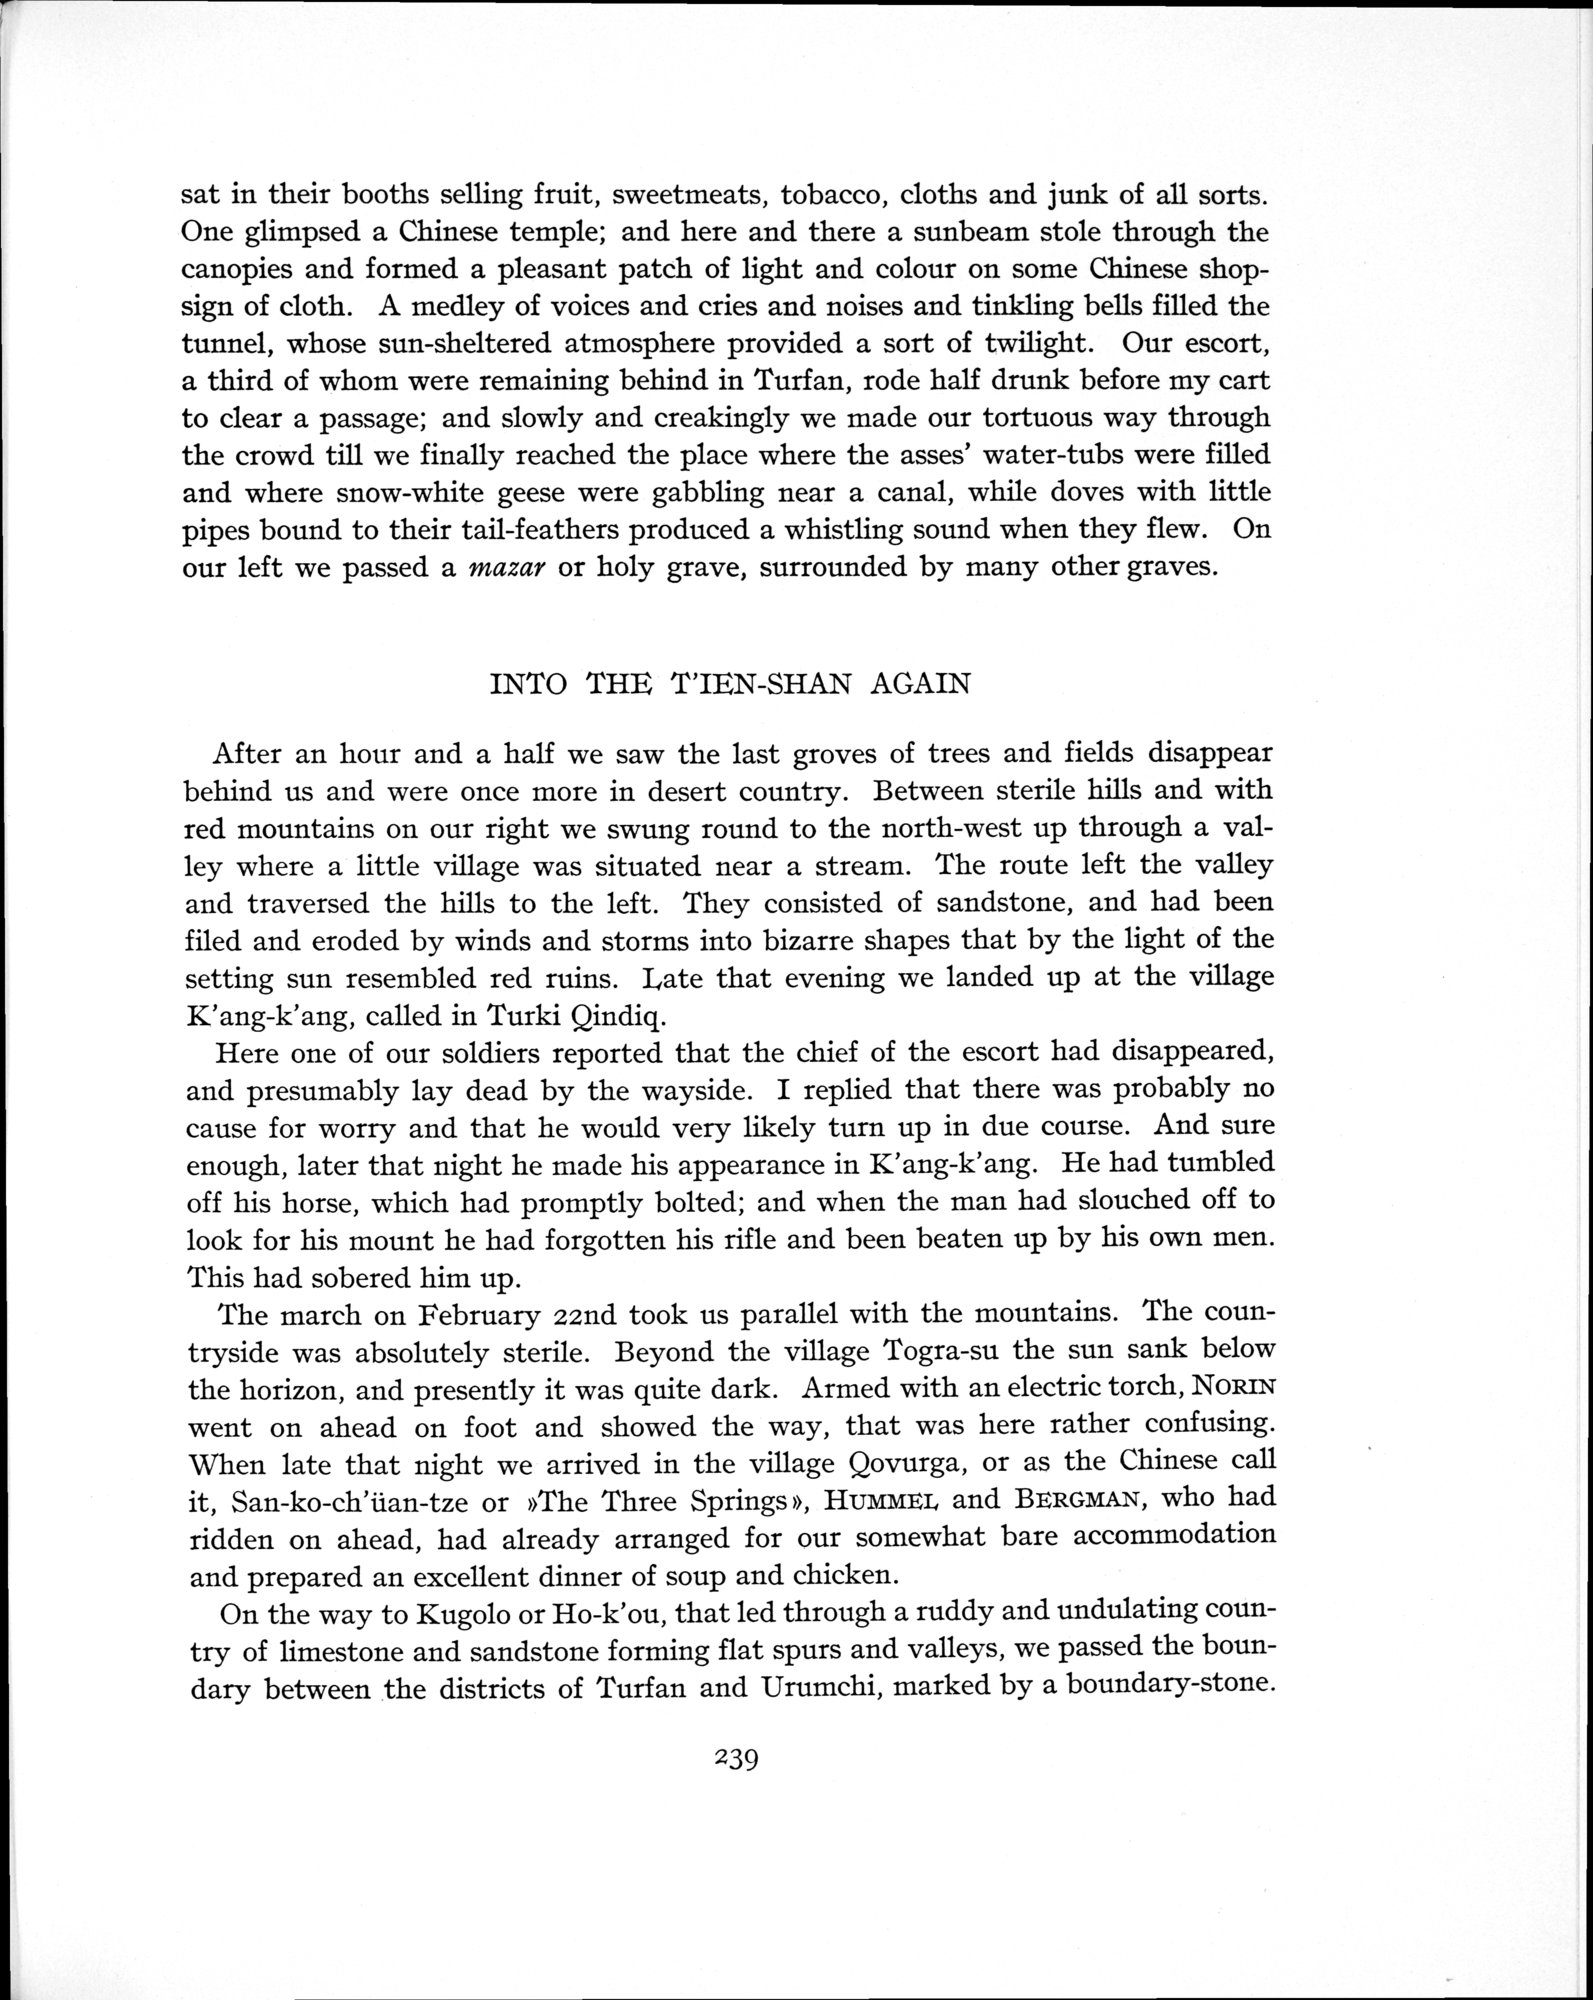 sat in their booths selling fruit, sweetmeats, tobacco, cloths and junk of all sorts.
One glimpsed a Chinese temple; and here and there a sunbeam stole through the
canopies and formed a pleasant patch of light and colour on some Chinese shop-
sign of cloth. A medley of voices and cries and noises and tinkling bells filled the
tunnel, whose sun-sheltered atmosphere provided a sort of twilight. Our escort,
a third of whom were remaining behind in Turfan, rode half drunk before my cart
to clear a passage; and slowly and creakingly we made our tortuous way through
the crowd till we finally reached the place where the asses' water-tubs were filled
and where snow-white geese were gabbling near a canal, while doves with little
pipes bound to their tail-feathers produced a whistling sound when they flew. On
our left we passed a mazar or holy grave, surrounded by many other graves.
INTO THE T'IEN-SHAN AGAIN
After an hour and a half we saw the last groves of trees and fields disappear
behind us and were once more in desert country. Between sterile hills and with
red mountains on our right we swung round to the north-west up through a val-
ley where a little village was situated near a stream. The route left the valley
and traversed the hills to the left. They consisted of sandstone, and had been
filed and eroded by winds and storms into bizarre shapes that by the light of the
setting sun resembled red ruins. Late that evening we landed up at the village
K'ang-k'ang, called in Turki Qindiq.
Here one of our soldiers reported that the chief of the escort had disappeared,
and presumably lay dead by the wayside. I replied that there was probably no
cause for worry and that he would very likely turn up in due course. And sure
enough, later that night he made his appearance in K'ang-k'ang. He had tumbled
off his horse, which had promptly bolted; and when the man had slouched off to
look for his mount he had forgotten his rifle and been beaten up by his own men.
This had sobered him up.
The march on February 22nd took us parallel with the mountains. The coun-
tryside was absolutely sterile. Beyond the village Togra-su the sun sank below
the horizon, and presently it was quite dark. Armed with an electric torch, NORIN
went on ahead on foot and showed the way, that was here rather confusing.
When late that night we arrived in the village Qovurga, or as the Chinese call
it, San-ko-ch'üan-tze or »The Three Springs», HUMMEL and BERGMAN, who had
ridden on ahead, had already arranged for our somewhat bare accommodation
and prepared an excellent dinner of soup and chicken.
On the way to Kugolo or Ho-k'ou, that led through a ruddy and undulating coun-
try of limestone and sandstone forming flat spurs and valleys, we passed the boun-
dary between the districts of Turfan and Urumchi, marked by a boundary-stone.
239